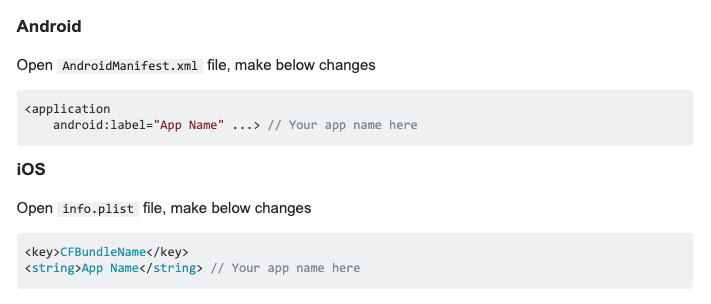 Android
Open AndroidManifest.xml file, make below changes
<application
    android:label="App Name" ...> // Your app name here
iOS
Open info.plist file, make below changes
<key>CFBundleName</key>
<string>App Name</string> // Your app name here